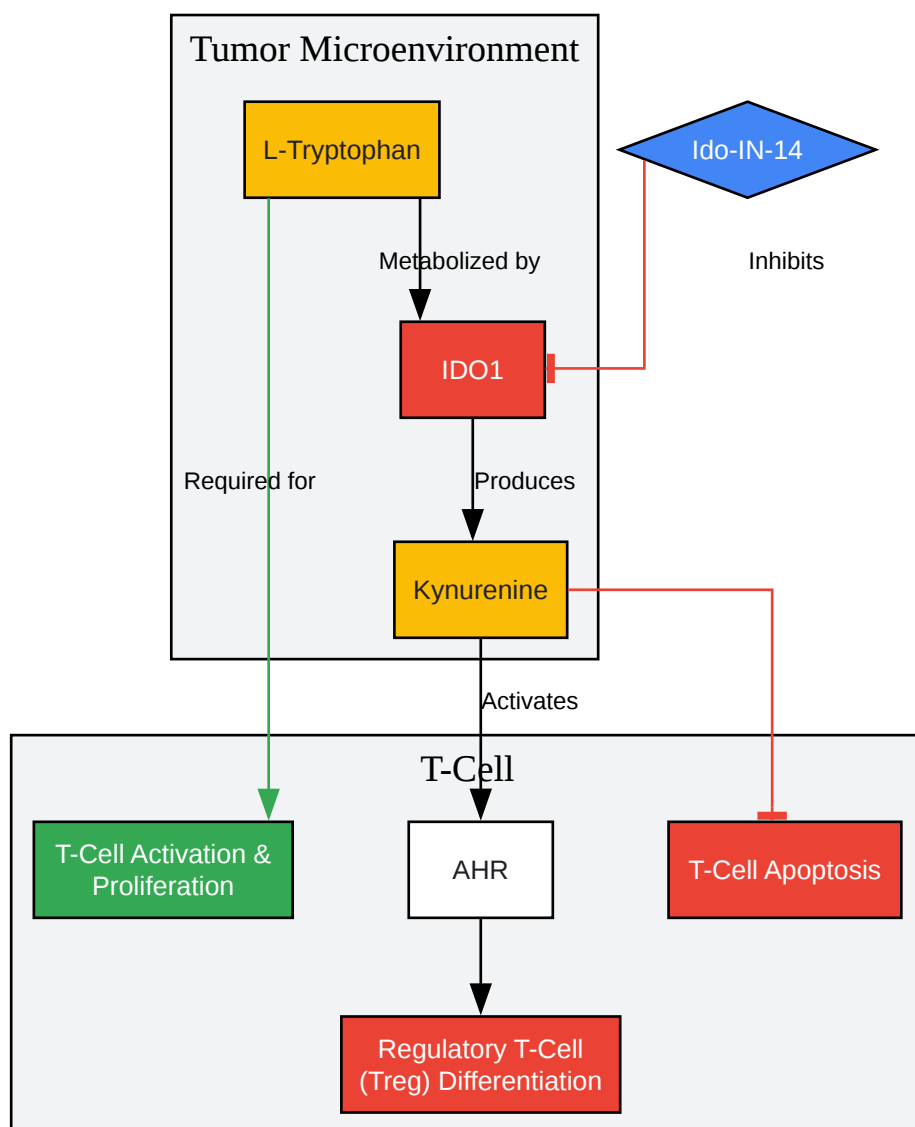 Tumor Microenvironment
L-Tryptophan
Ido-IN-14
Metabolized by
Inhibits
IDO1
Required for
Produces
Kynurenine
Activates
T-Cell
T-Cell Activation &
Proliferation
AHR
T-Cell Apoptosis
Regulatory T-Cell
(Treg) Differentiation